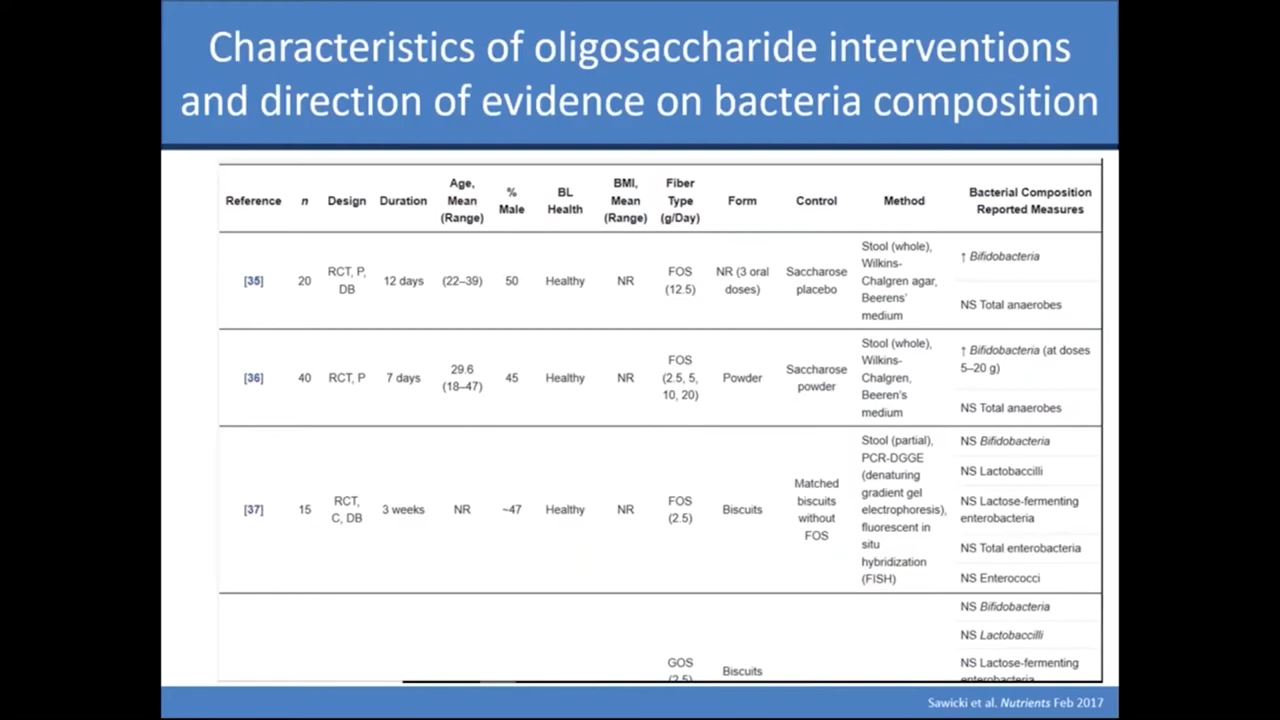 Characteristics of oligosaccharide interventions
and direction of evidence on bacteria composition
Reference
n
Design
Duration
Age,
Mean
(Range)
%
Male
BL
Health
BMI,
Mean
(Range)
Fiber
Type
(g/Day)
Form
Control
Method
Bacterial Composition
Reported Measures
[35]
20
RCT, P,
DB
12 days
(22–39)
50
Healthy
NR
FOS
(12.5)
NR (3 oral
doses)
Saccharose
placebo
Stool (whole),
Wilkins-
Chalgren agar,
Beerens'
medium
↑ Bifidobacteria
NS Total anaerobes
[36]
40
RCT, P
7 days
29.6
(18–47)
45
Healthy
NR
FOS
(2.5, 5,
10, 20)
Powder
Saccharose
powder
Stool (whole),
Wilkins-
Chalgren,
Beeren's
medium
↑ Bifidobacteria (at doses
5–20 g)
NS Total anaerobes
[37]
15
RCT,
C, DB
3 weeks
NR
~47
Healthy
NR
FOS
(2.5)
Biscuits
Matched
biscuits
without
FOS
Stool (partial),
PCR-DGGE
(denaturing
gradient gel
electrophoresis),
fluorescent in
situ
hybridization
(FISH)
NS Bifidobacteria
NS Lactobaccilli
NS Lactose-fermenting
enterobacteria
NS Total enterobacteria
NS Enterococci
GOS
(2.5)
Biscuits
NS Bifidobacteria
NS Lactobaccilli
NS Lactose-fermenting
enterobacteria
Sawicki et al. Nutrients Feb 2017